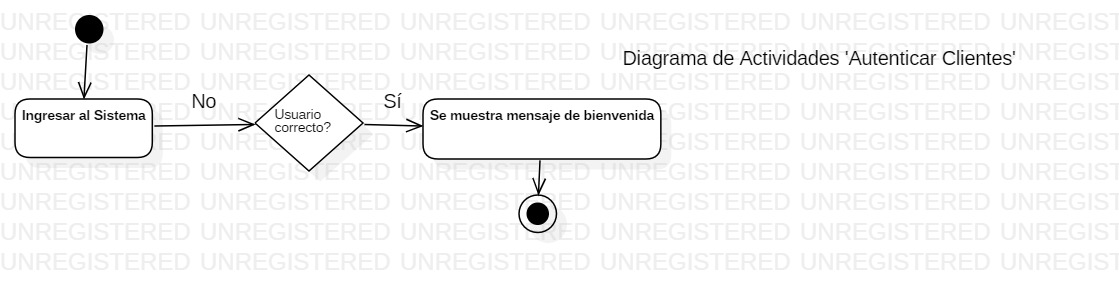 Diagrama de Actividades 'Autenticar Clientes'
No
Sí
Ingresar al Sistema
Usuario
correcto?
Se muestra mensaje de bienvenida
UNREGISTERED UNREGISTERED UNREGISTERED UNREGISTERED UNREGISTERED UNREGISTERED